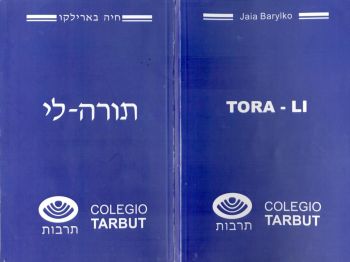 חיה בארילקו
תורה-לי
תרבות
COLEGIO
TARBUT
Jaia Barylko
TORA - LI
תרבות
COLEGIO
TARBUT